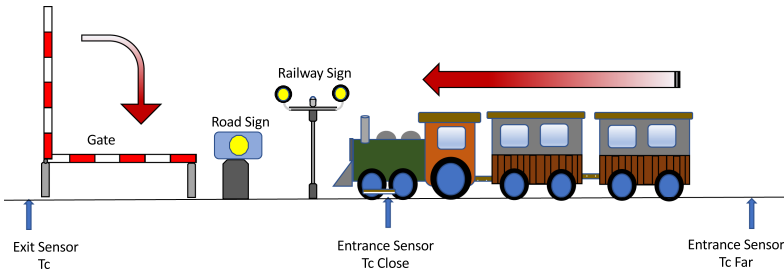 Railway Sign
Road Sign
Gate
Exit Sensor
Tc
Entrance Sensor
Tc Close
Entrance Sensor
Tc Far